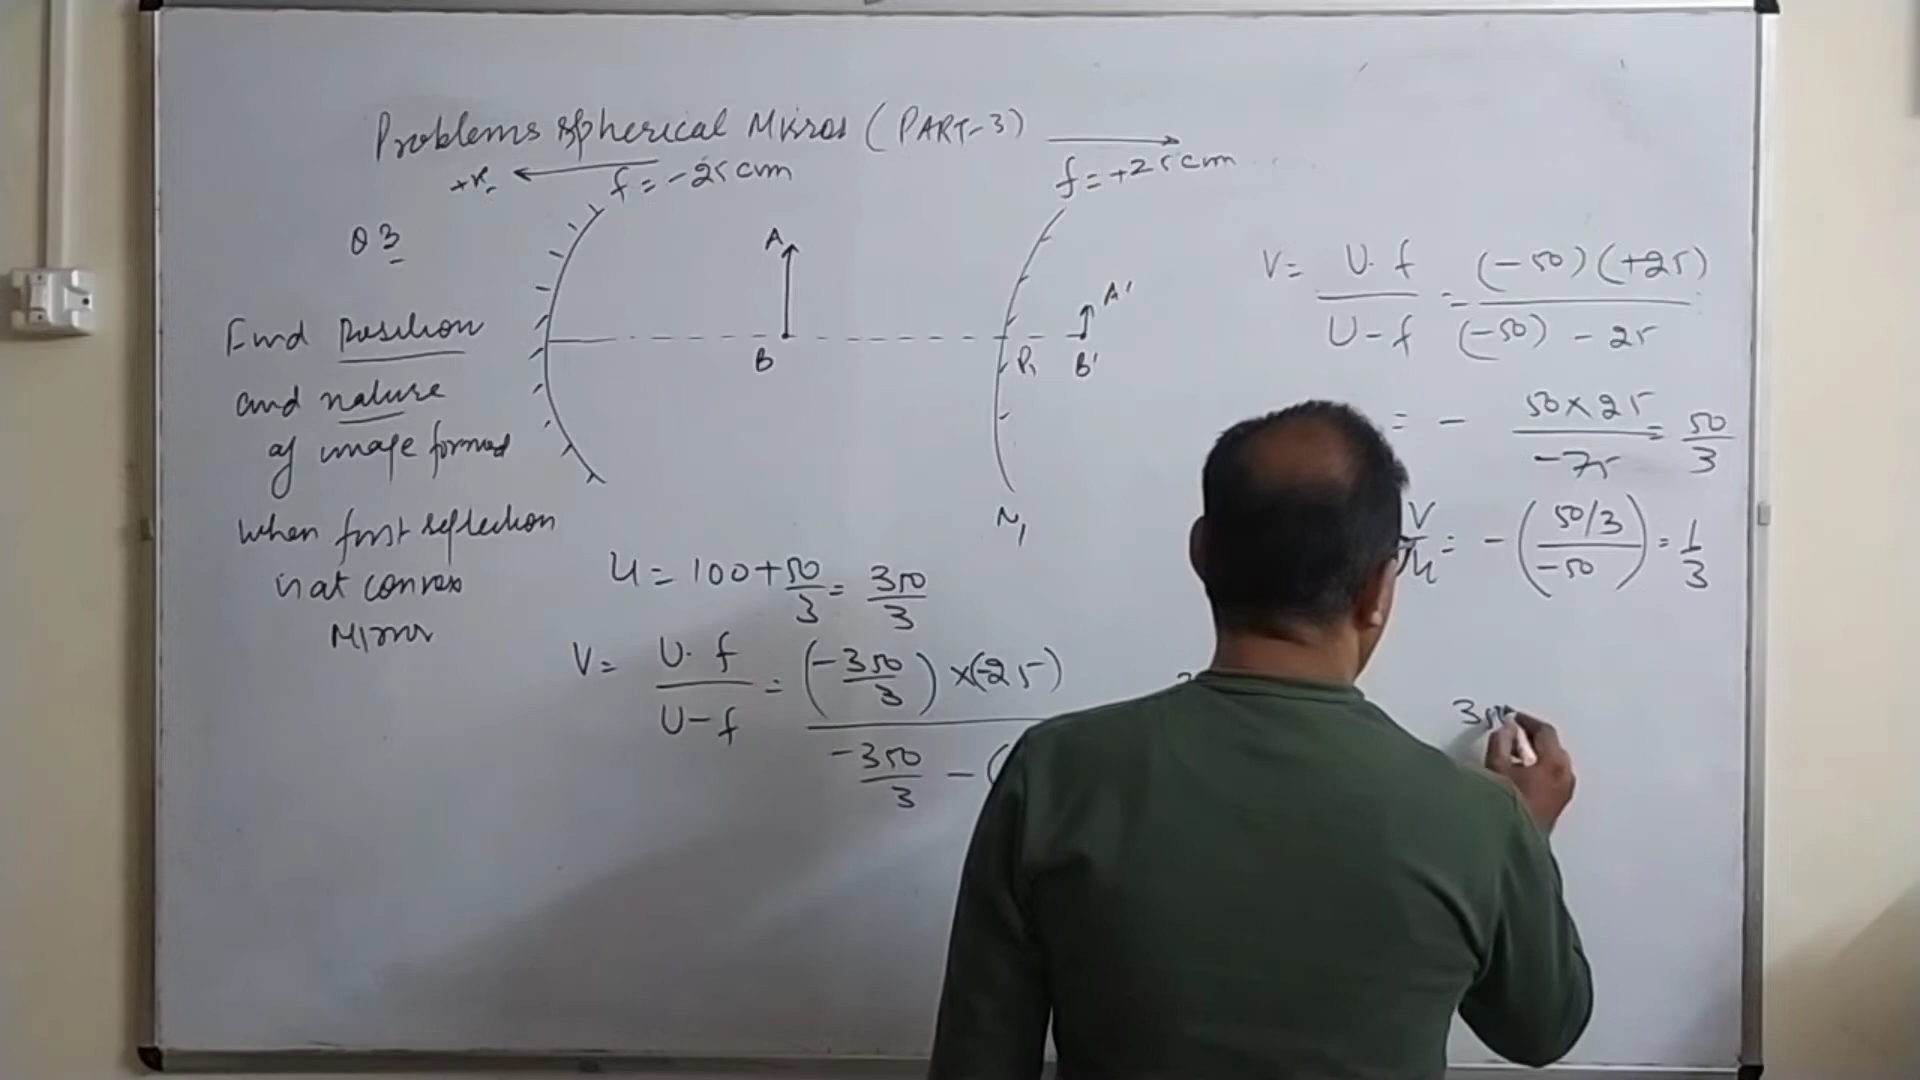 Problems Spherical Mirror (PART-3)
+x
f = -25 cm
f = +25 cm
Q 3
Find Position
and nature
of image formed
when first reflection
is at convex
Mirror
A
B
P₁
A'
B'
M₁
V = U. f / U-f = (-50)(+25) / (-50) - 25
= - 50×25 / -75 = 50/3
V/u = - (50/3 / -50) = 1/3
u = 100 + 50/3 = 350/3
V = U. f / U-f = (-350/3) × (-25) / -350/3 - (